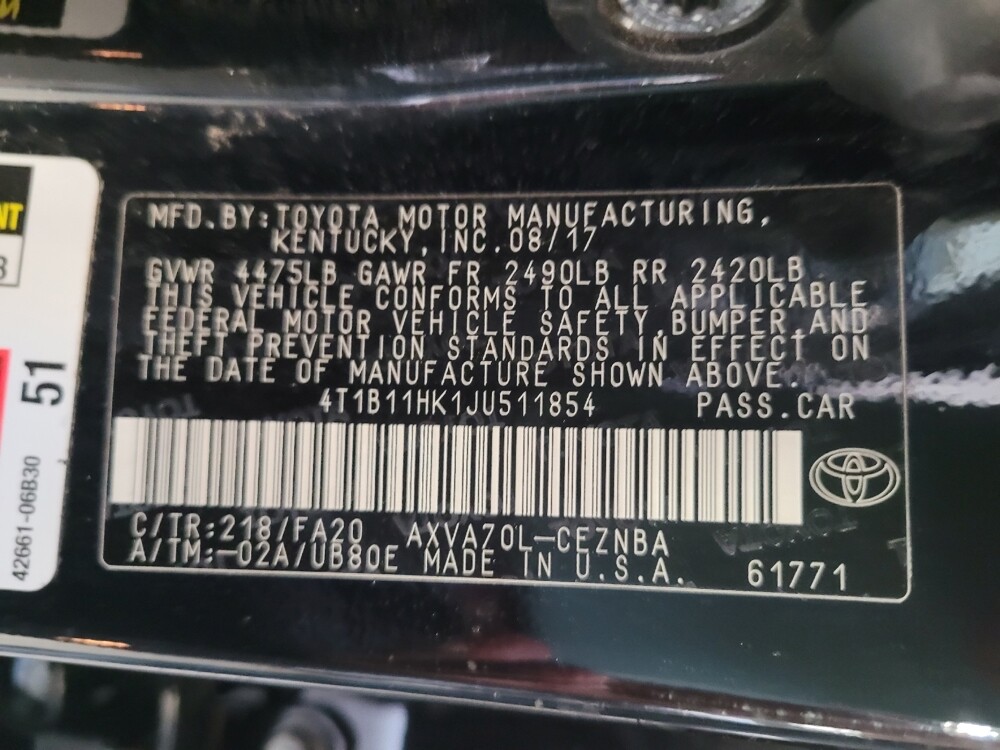 NT
3
51
42661-06B30
MFD.BY:TOYOTA MOTOR MANUFACTURING,
KENTUCKY,INC.08/17
GVWR 4475LB GAWR FR 2490LB RR 2420LB
THIS VEHICLE CONFORMS TO ALL APPLICABLE
FEDERAL MOTOR VEHICLE SAFETY,BUMPER,AND
THEFT PREVENTION STANDARDS IN EFFECT ON
THE DATE OF MANUFACTURE SHOWN ABOVE.
4T1B11HK1JU511854 PASS.CAR
C/TR:218/FA20 AXVA70L-CEZNBA
A/TM:-02A/UB80E MADE IN U.S.A. 61771